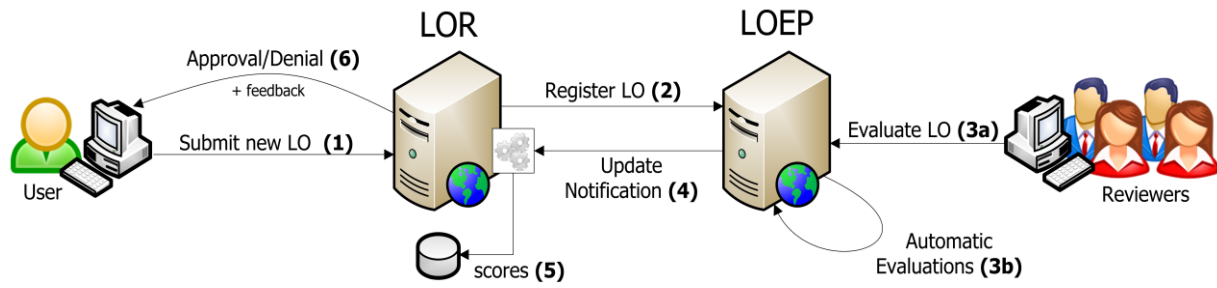 LOR
LOEP
Approval/Denial (6)
+ feedback
Register LO (2)
Submit new LO (1)
Evaluate LO (3a)
Update
Notification (4)
User
Reviewers
scores (5)
Automatic
Evaluations (3b)